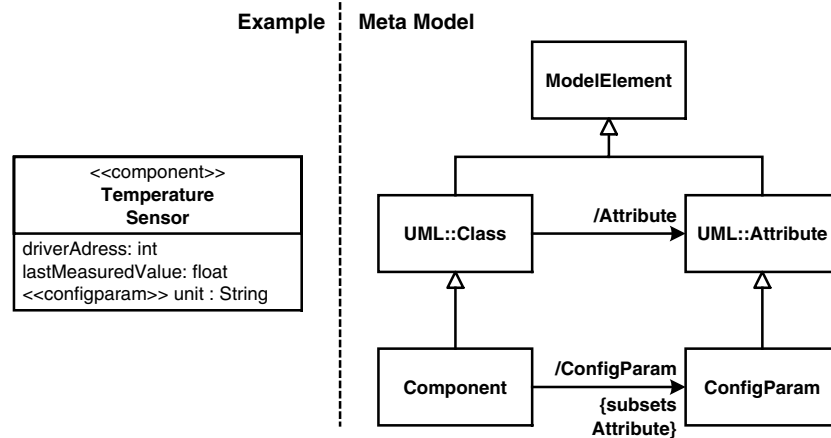 Example
Meta Model
ModelElement
<<component>>
Temperature
Sensor
driverAdress: int
lastMeasuredValue: float
<<configparam>> unit : String
UML::Class
/Attribute
UML::Attribute
Component
/ConfigParam
{subsets
Attribute}
ConfigParam